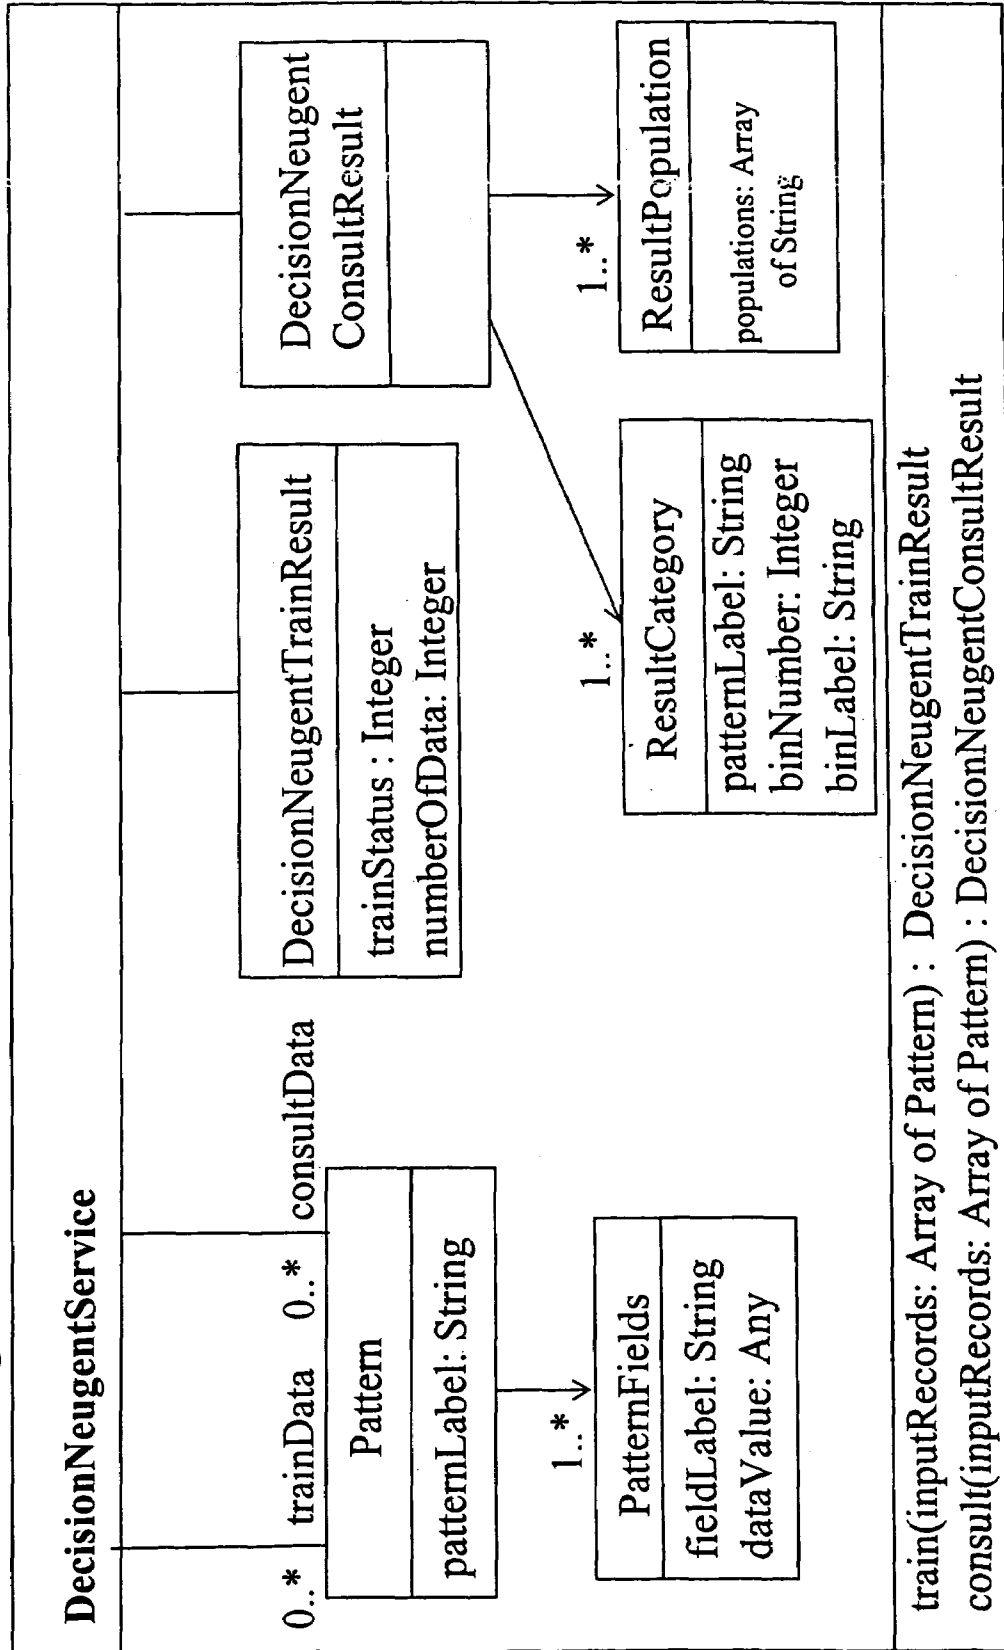 DecisionNeugentService
0..*
trainData
0..*
consultData
Pattern
patternLabel: String
1..*
PatternFields
fieldLabel: String
dataValue: Any
DecisionNeugentTrainResult
trainStatus : Integer
numberOfData: Integer
DecisionNeugent
ConsultResult
1..*
ResultCategory
patternLabel: String
binNumber: Integer
binLabel: String
1..*
ResultPopulation
populations: Array
of String
train(inputRecords: Array of Pattern) : DecisionNeugentTrainResult
consult(inputRecords: Array of Pattern) : DecisionNeugentConsultResult